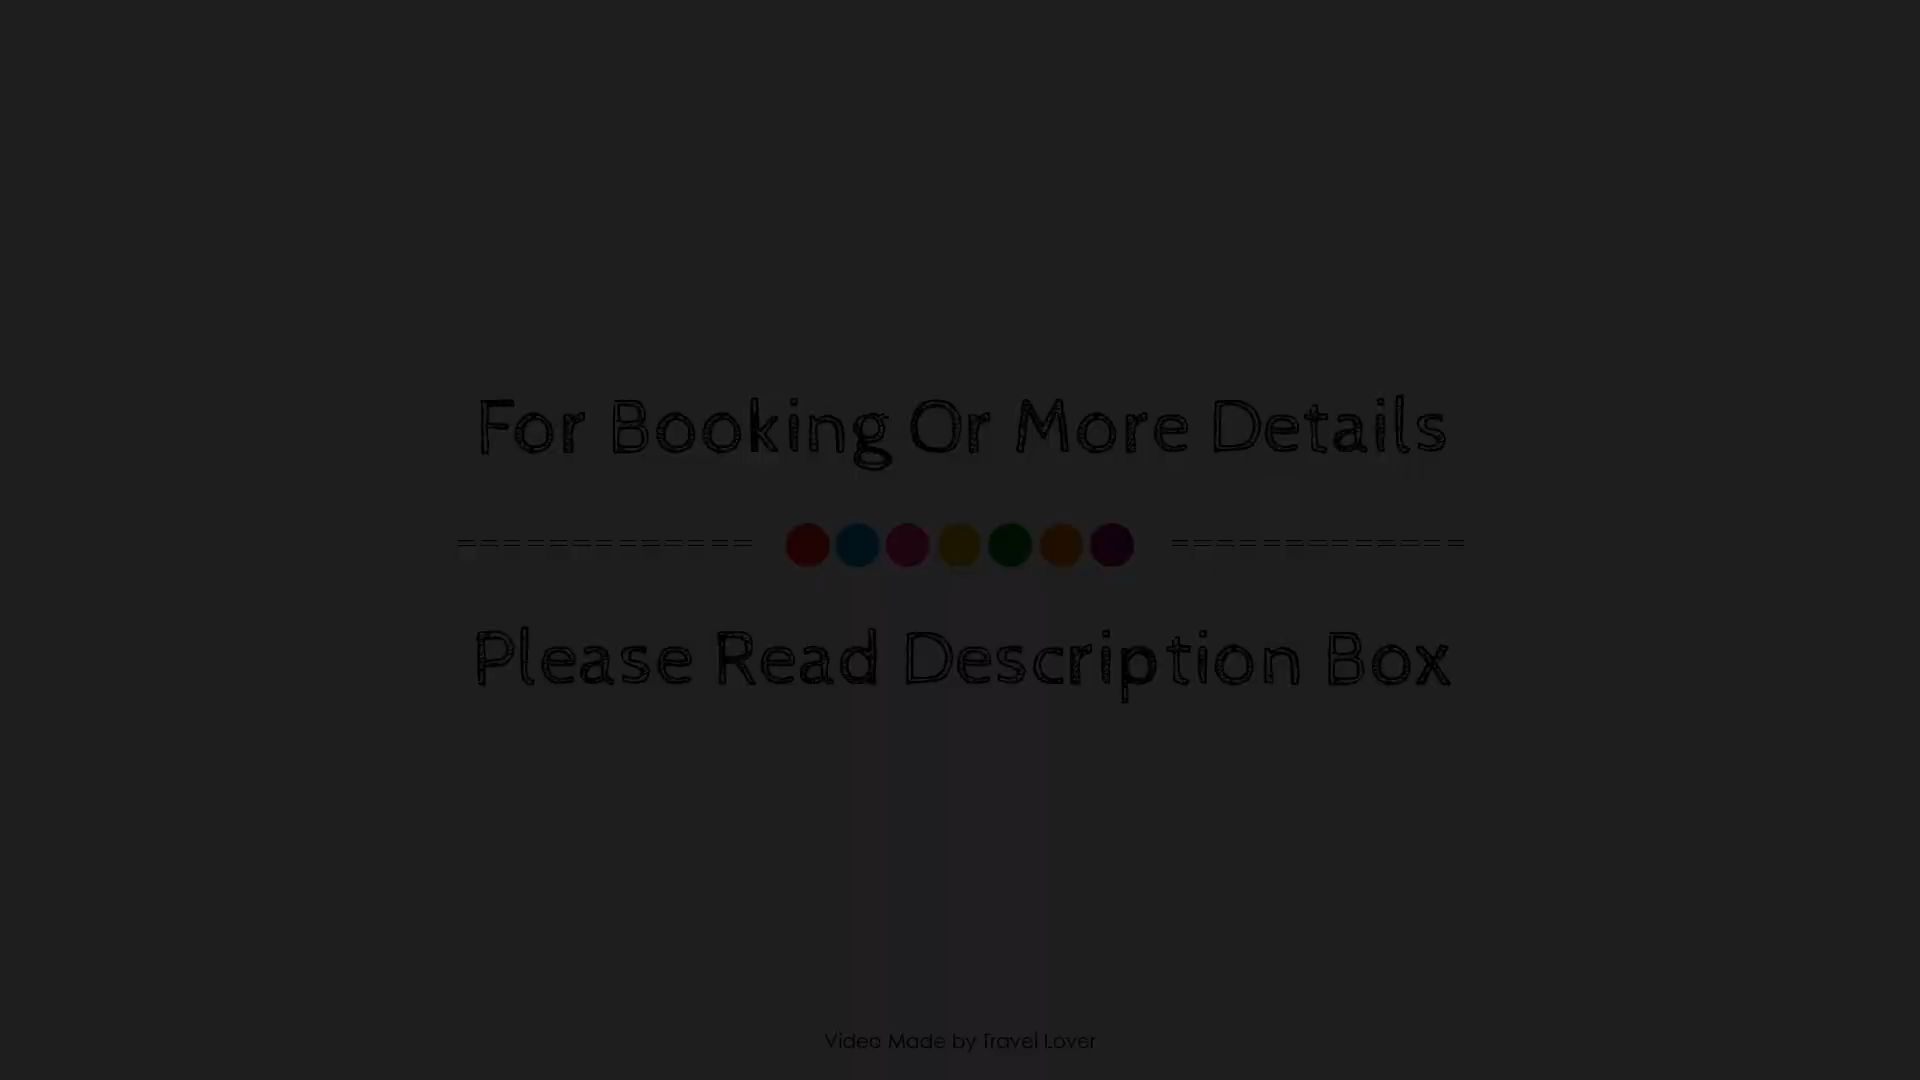 For Booking Or More Details
============= =============
Please Read Description Box
Video Made by Travel Lover